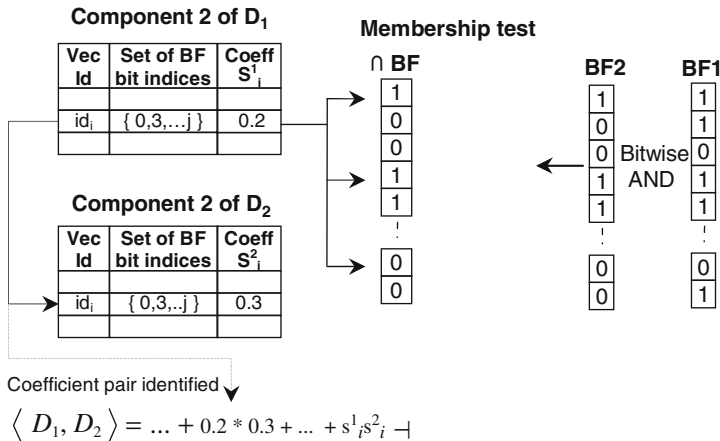 Component 2 of D₁
Vec Id Set of BF bit indices Coeff S¹ᵢ
idᵢ { 0,3,...j } 0.2
Component 2 of D₂
Vec Id Set of BF bit indices Coeff S²ᵢ
idᵢ { 0,3,..j } 0.3
Membership test
∩ BF
1
0
0
1
1
0
0
BF2
1
0
0
1
1
0
0
Bitwise
AND
BF1
1
1
0
1
1
0
1
Coefficient pair identified
⟨ D₁, D₂ ⟩ = ... + 0.2 * 0.3 + ... + s¹ᵢs²ᵢ ⊣